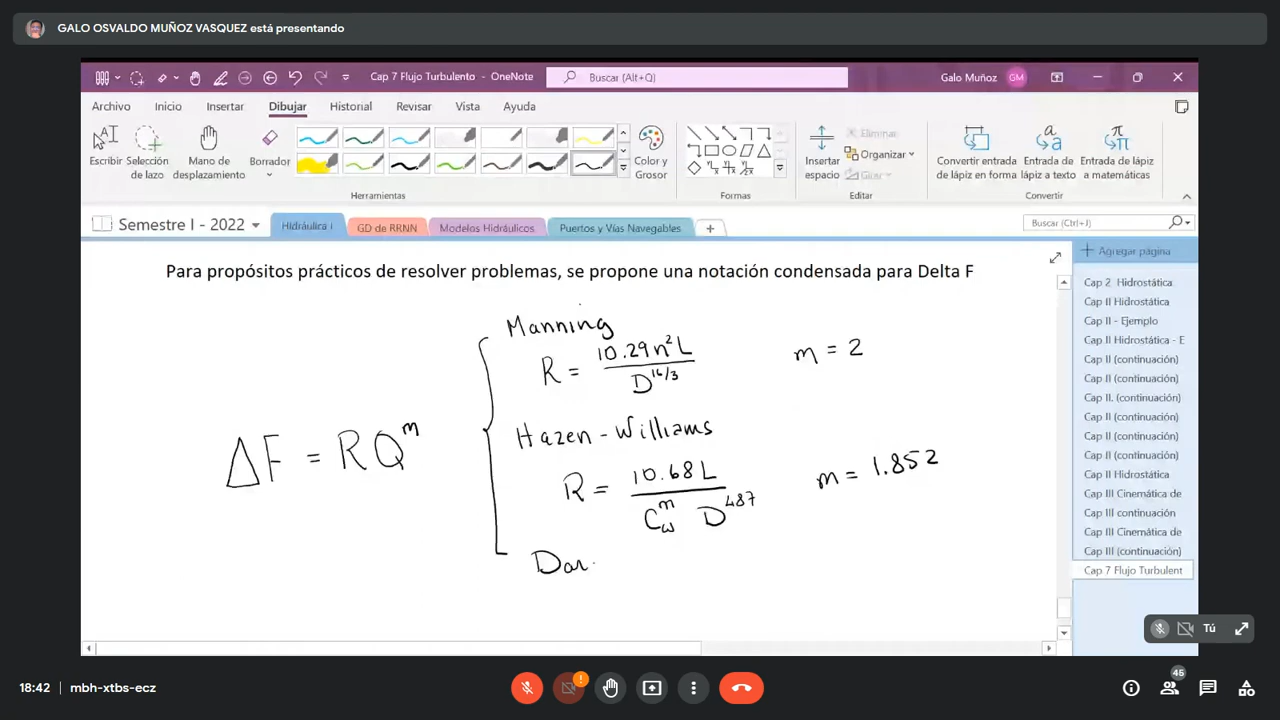 GALO OSVALDO MUÑOZ VASQUEZ está presentando
Cap 7 Flujo Turbulento - OneNote
Buscar (Alt+Q)
Galo Muñoz GM
Archivo Inicio Insertar Dibujar Historial Revisar Vista Ayuda
Escribir Selección de lazo Mano de desplazamiento Borrador Color y Grosor Insertar espacio Eliminar Organizar Girar Convertir entrada de lápiz en forma Entrada de lápiz a texto Entrada de lápiz a matemáticas
Herramientas Formas Editar Convertir
Semestre I - 2022 Hidráulica I GD de RRNN Modelos Hidráulicos Puertos y Vías Navegables + Buscar (Ctrl+J)
Agregar página
Para propósitos prácticos de resolver problemas, se propone una notación condensada para Delta F
Manning
R = 10.29n²L / D^16/3 m = 2
Hazen - Williams
ΔF = RQ^m
R = 10.68 L / C_w^m D^4.87 m = 1.852
Dar
Cap 2 Hidrostática
Cap II Hidrostática
Cap II - Ejemplo
Cap II Hidrostática - E
Cap II (continuación)
Cap II (continuación)
Cap II. (continuación)
Cap II (continuación)
Cap II (continuación)
Cap II (continuación)
Cap II Hidrostática
Cap III Cinemática de
Cap III continuación
Cap III Cinemática de
Cap III (continuación)
Cap 7 Flujo Turbulent
Tú
18:42 mbh-xtbs-ecz
45